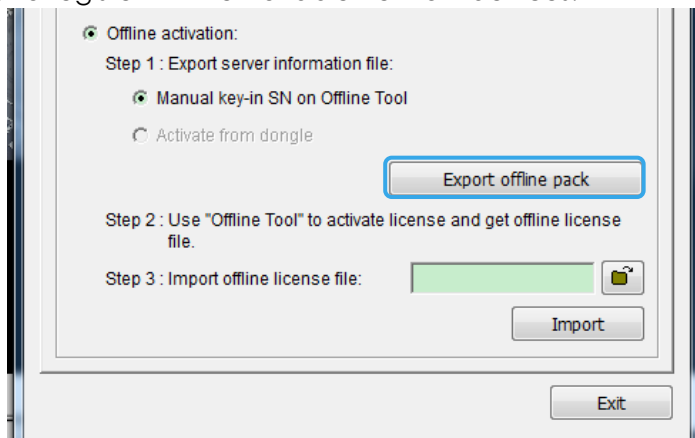 Offline activation:
Step 1 : Export server information file:
Manual key-in SN on Offline Tool
Activate from dongle
Export offline pack
Step 2 : Use "Offline Tool" to activate license and get offline license
file.
Step 3 : Import offline license file:
Import
Exit